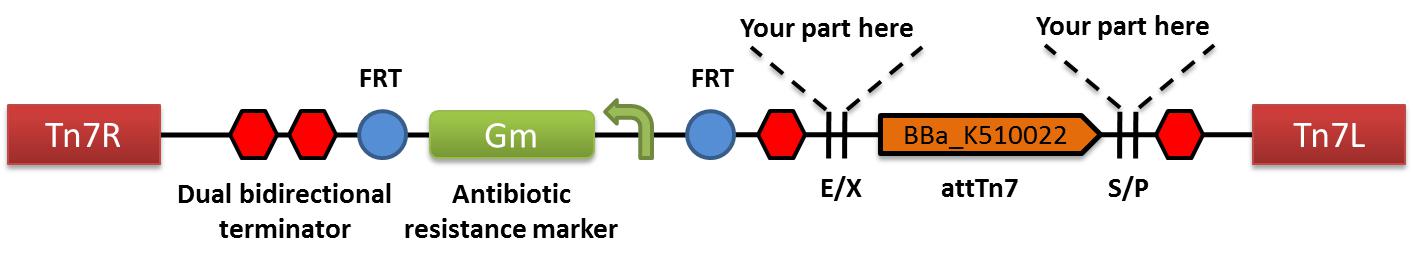 Your part here
Your part here
FRT
FRT
Tn7R
Gm
BBa_K510022
Tn7L
Dual bidirectional
terminator
Antibiotic
resistance marker
E/X
attTn7
S/P